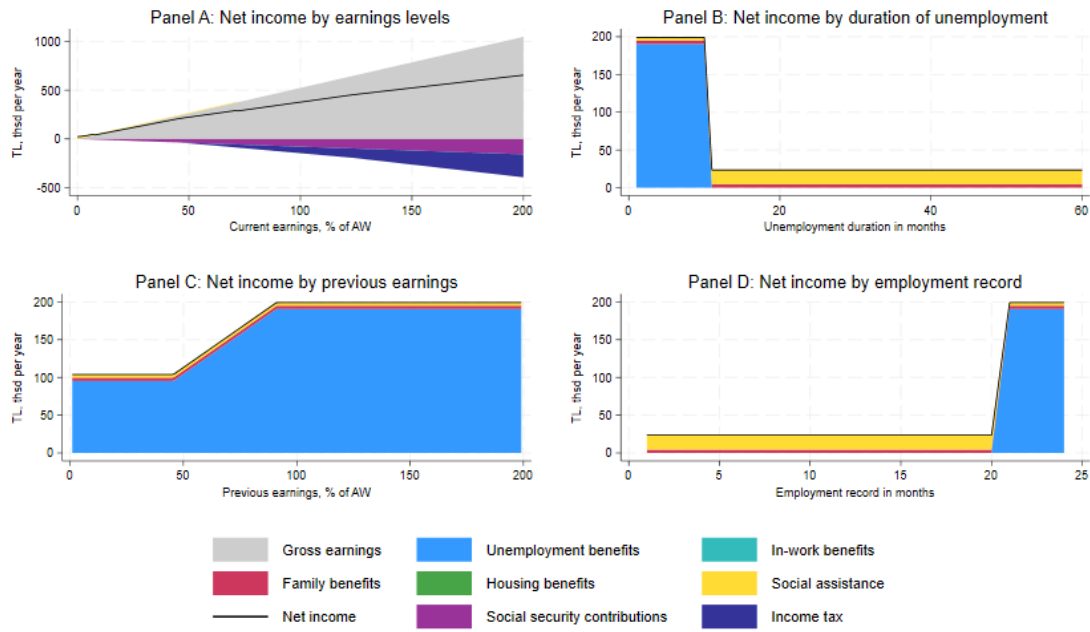 Panel A: Net income by earnings levels
TL, thsd per year
1000
500
0
-500
0 50 100 150 200
Current earnings, % of AW
Panel B: Net income by duration of unemployment
TL, thsd per year
200
150
100
50
0
0 20 40 60
Unemployment duration in months
Panel C: Net income by previous earnings
TL, thsd per year
200
150
100
50
0
0 50 100 150 200
Previous earnings, % of AW
Panel D: Net income by employment record
TL, thsd per year
200
150
100
50
0
0 5 10 15 20 25
Employment record in months
Gross earnings Unemployment benefits In-work benefits
Family benefits Housing benefits Social assistance
Net income Social security contributions Income tax